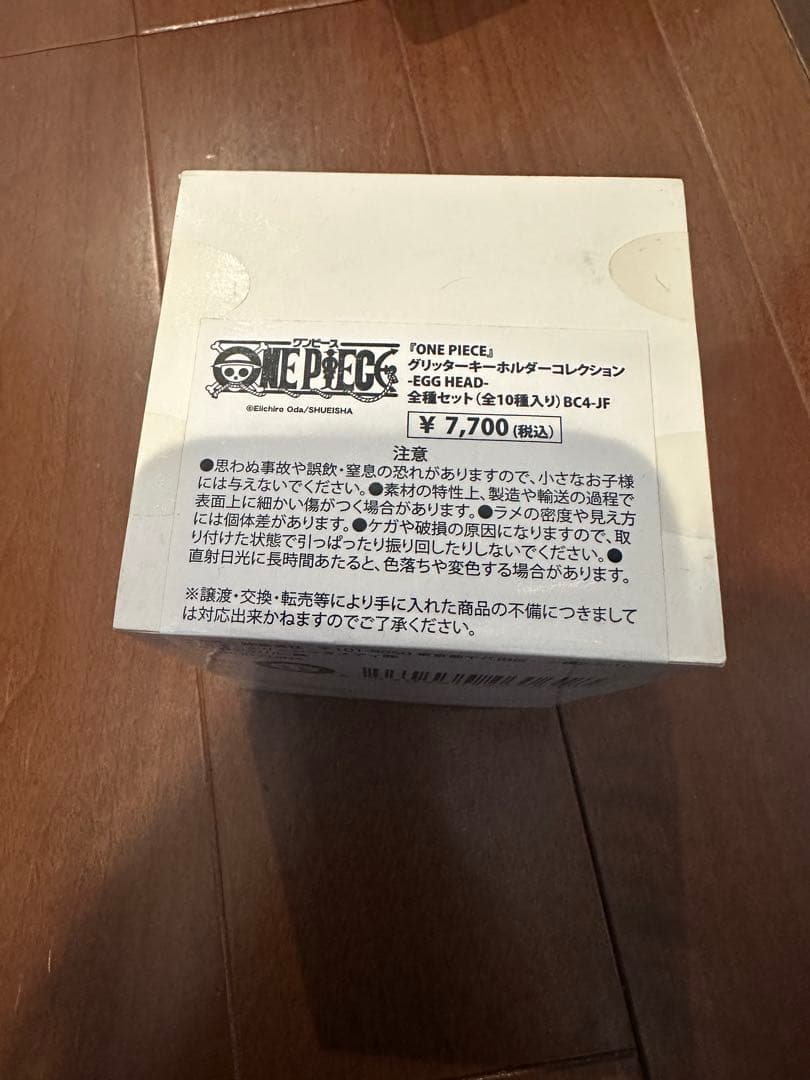 ワンピース
ONE PIECE
©Eiichiro Oda/SHUEISHA
『ONE PIECE』
グリッターキーホルダーコレクション
-EGG HEAD-
全種セット(全10種入り)BC4-JF
¥ 7,700(税込)
注意
●思わぬ事故や誤飲・窒息の恐れがありますので、小さなお子様
には与えないでください。●素材の特性上、製造や輸送の過程で
表面上に細かい傷がつく場合があります。●ラメの密度や見え方
には個体差があります。●ケガや破損の原因になりますので、取
り付けた状態で引っぱったり振り回したりしないでください。●
直射日光に長時間あたると、色落ちや変色する場合があります。
※譲渡・交換・転売等により手に入れた商品の不備につきまして
は対応出来かねますのでご了承ください。